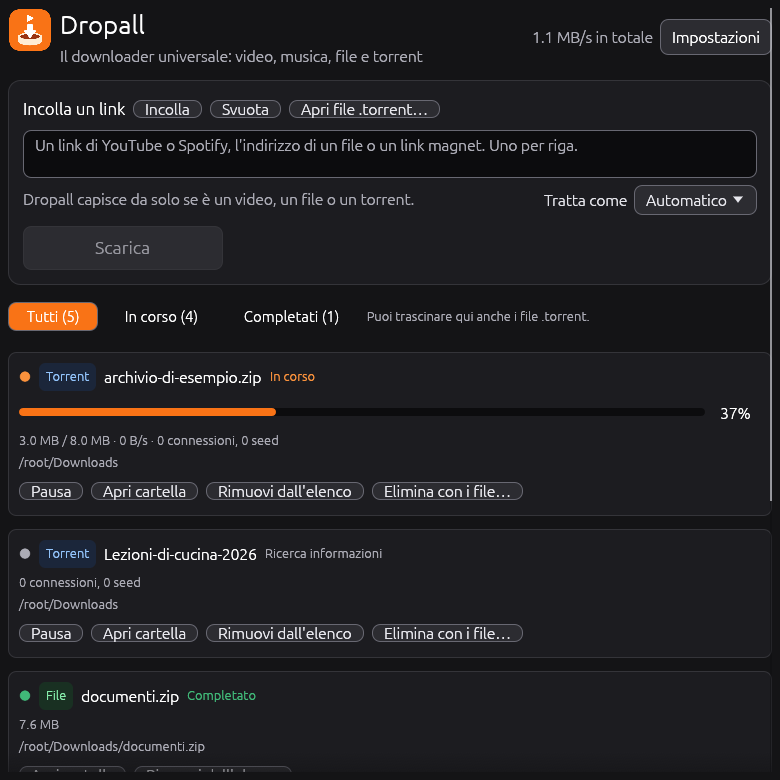 Dropall
Il downloader universale: video, musica, file e torrent
1.1 MB/s in totale
Impostazioni
Incolla un link Incolla Svuota Apri file .torrent...
Un link di YouTube o Spotify, l'indirizzo di un file o un link magnet. Uno per riga.
Dropall capisce da solo se è un video, un file o un torrent. Tratta come Automatico
Scarica
Tutti (5) In corso (4) Completati (1) Puoi trascinare qui anche i file .torrent.
Torrent archivio-di-esempio.zip In corso
37%
3.0 MB / 8.0 MB · 0 B/s · 0 connessioni, 0 seed
/root/Downloads
Pausa Apri cartella Rimuovi dall'elenco Elimina con i file...
Torrent Lezioni-di-cucina-2026 Ricerca informazioni
0 connessioni, 0 seed
/root/Downloads
Pausa Apri cartella Rimuovi dall'elenco Elimina con i file...
File documenti.zip Completato
7.6 MB
/root/Downloads/documenti.zip